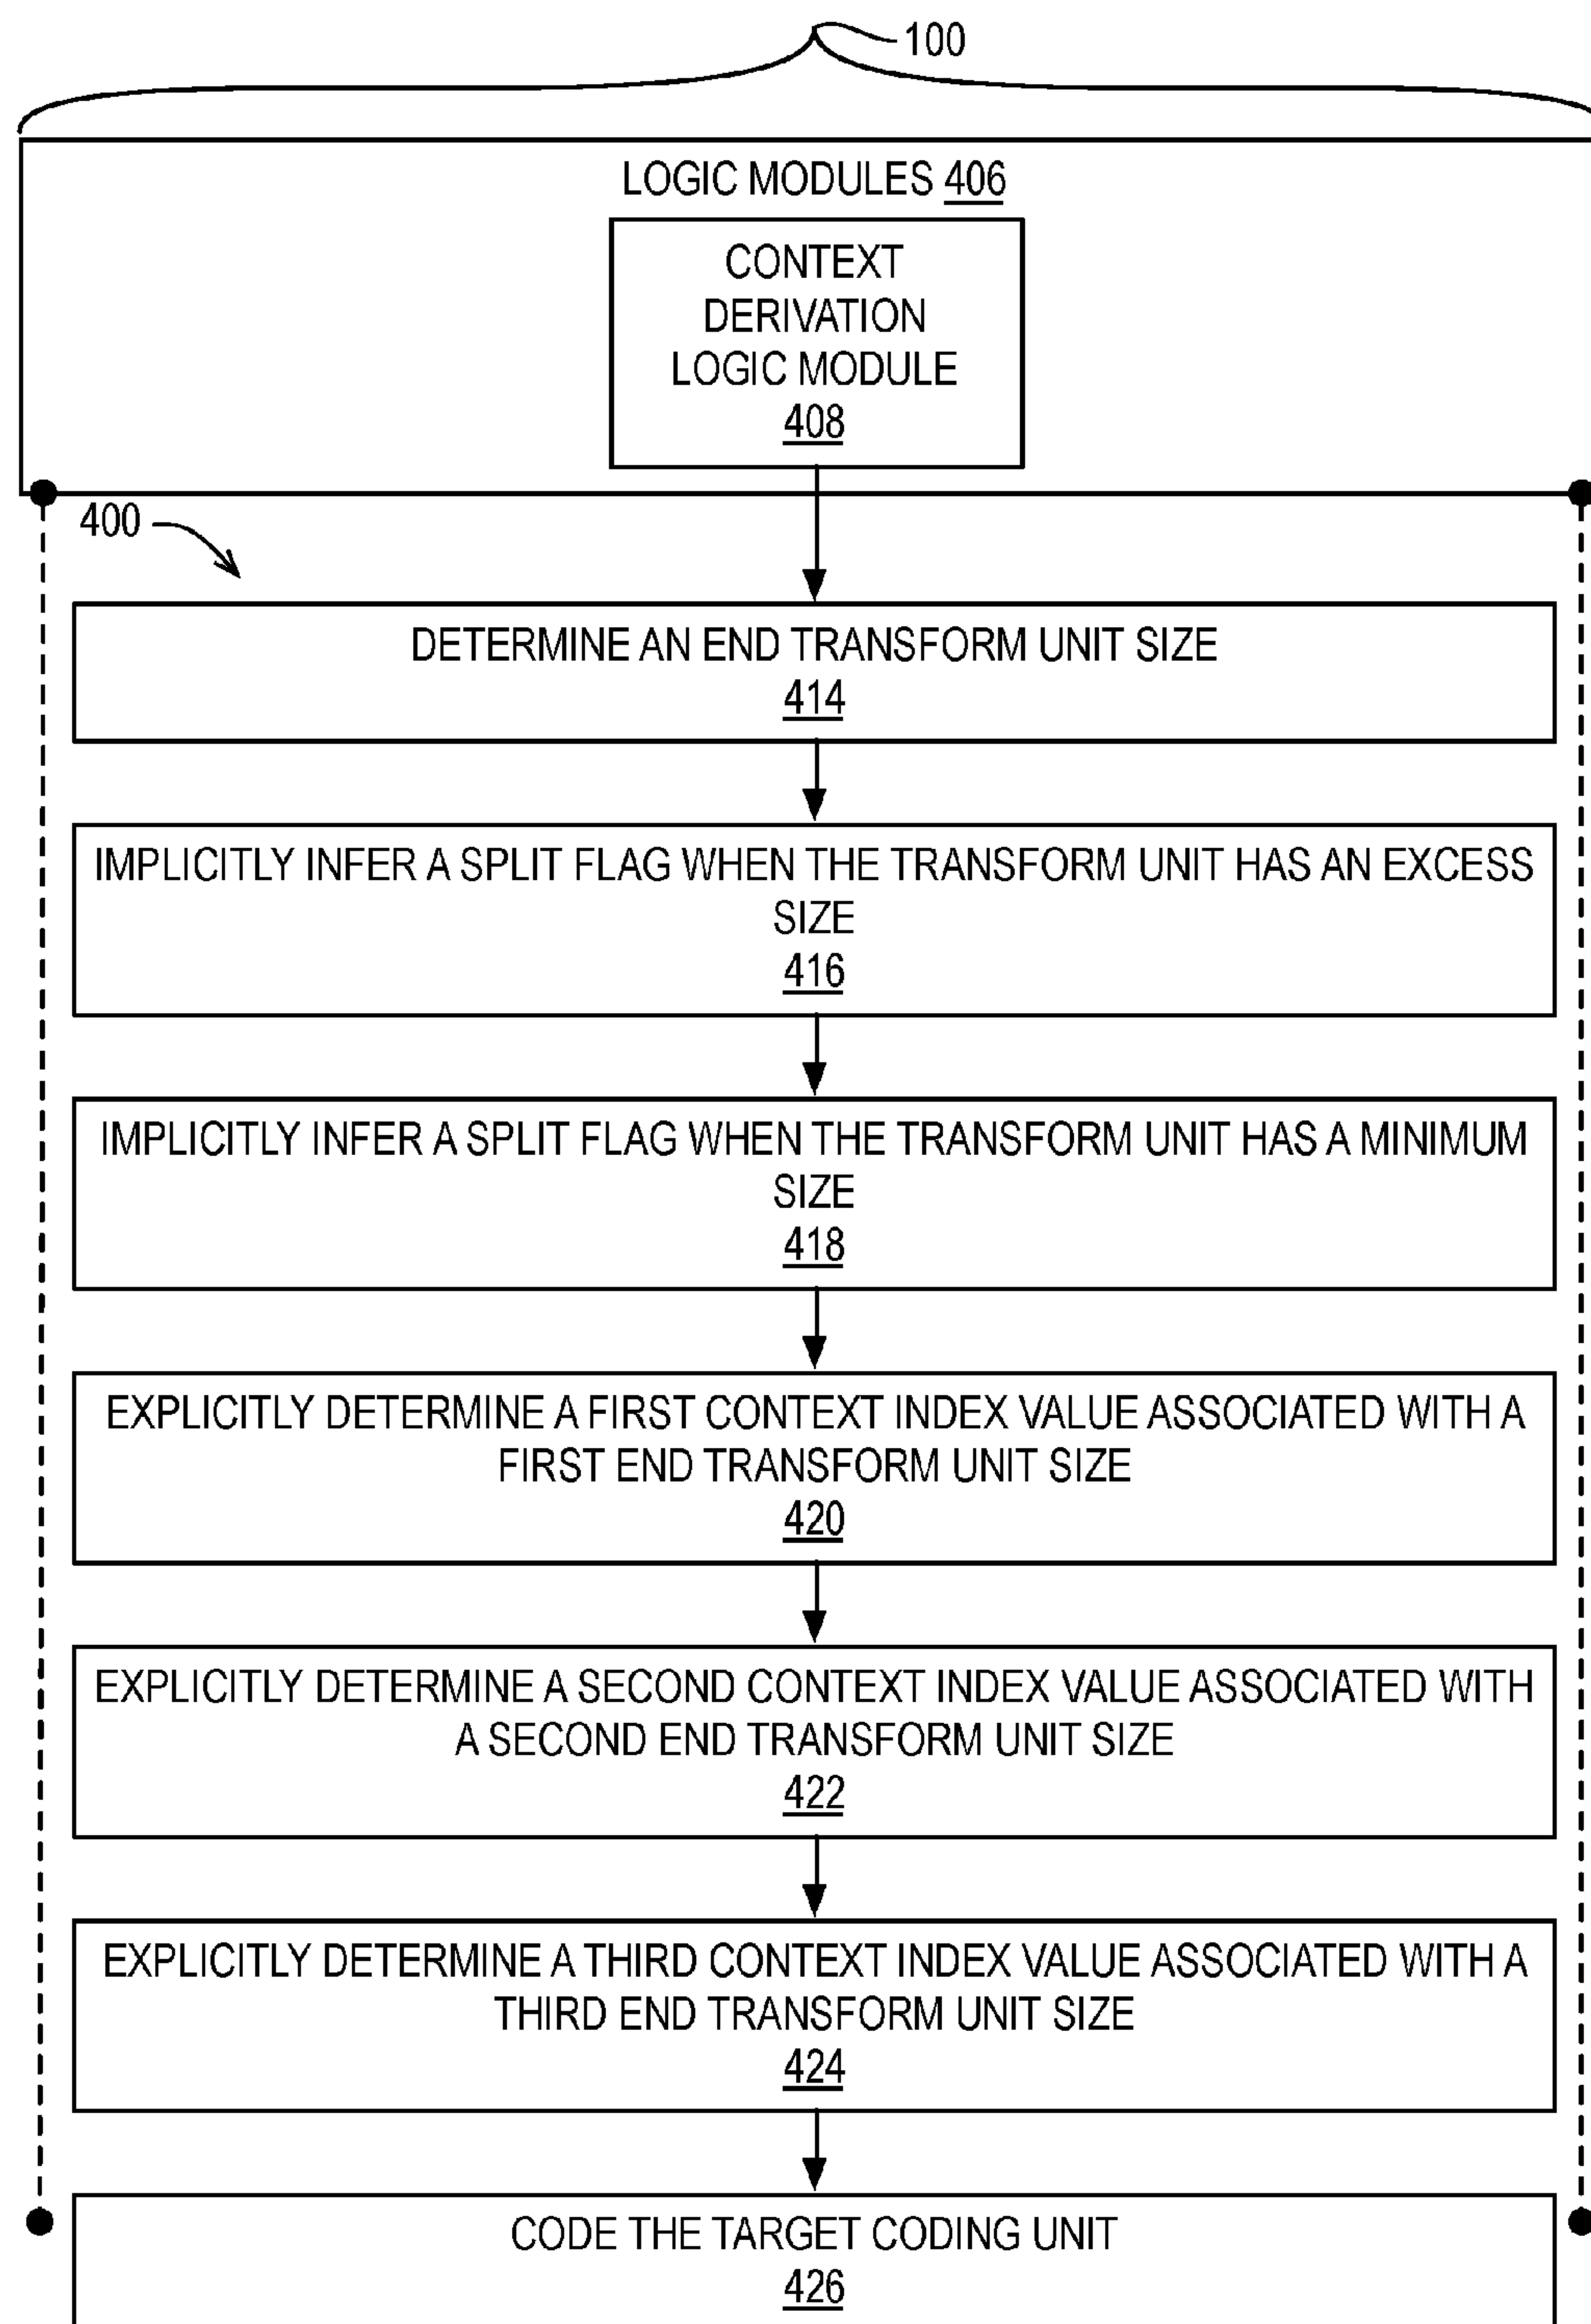 100
LOGIC MODULES 406
CONTEXT
DERIVATION
LOGIC MODULE
408
400
DETERMINE AN END TRANSFORM UNIT SIZE
414
IMPLICITLY INFER A SPLIT FLAG WHEN THE TRANSFORM UNIT HAS AN EXCESS
SIZE
416
IMPLICITLY INFER A SPLIT FLAG WHEN THE TRANSFORM UNIT HAS A MINIMUM
SIZE
418
EXPLICITLY DETERMINE A FIRST CONTEXT INDEX VALUE ASSOCIATED WITH A
FIRST END TRANSFORM UNIT SIZE
420
EXPLICITLY DETERMINE A SECOND CONTEXT INDEX VALUE ASSOCIATED WITH
A SECOND END TRANSFORM UNIT SIZE
422
EXPLICITLY DETERMINE A THIRD CONTEXT INDEX VALUE ASSOCIATED WITH A
THIRD END TRANSFORM UNIT SIZE
424
CODE THE TARGET CODING UNIT
426